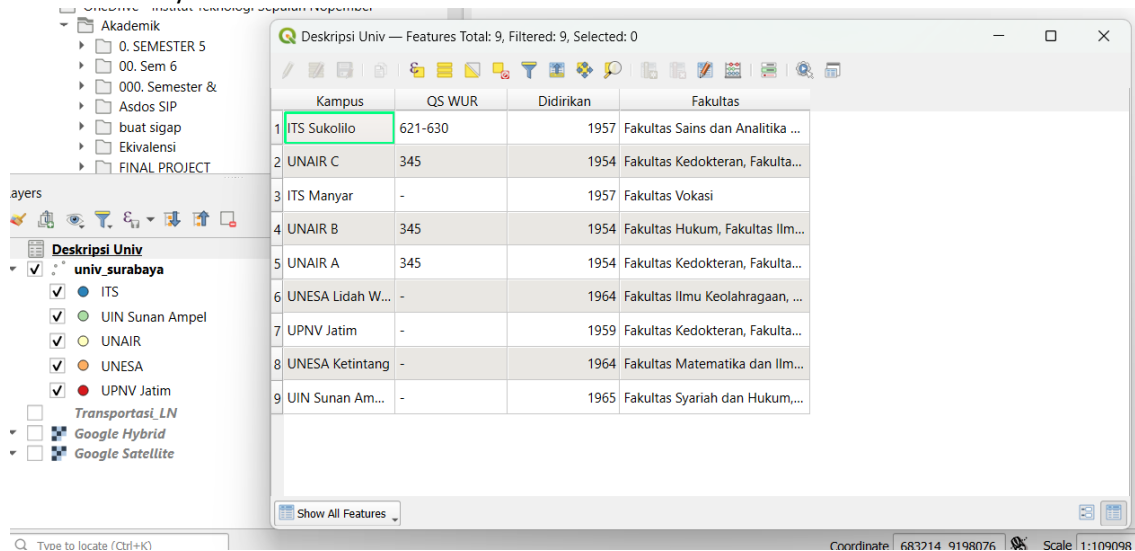 OneDrive - Institut Teknologi Sepuluh Nopember
Akademik
0. SEMESTER 5
00. Sem 6
000. Semester &
Asdos SIP
buat sigap
Ekivalensi
FINAL PROJECT
ayers
Deskripsi Univ
univ_surabaya
ITS
UIN Sunan Ampel
UNAIR
UNESA
UPNV Jatim
Transportasi_LN
Google Hybrid
Google Satellite
Type to locate (Ctrl+K)
Deskripsi Univ — Features Total: 9, Filtered: 9, Selected: 0
Kampus QS WUR Didirikan Fakultas
1 ITS Sukolilo 621-630 1957 Fakultas Sains dan Analitika ...
2 UNAIR C 345 1954 Fakultas Kedokteran, Fakulta...
3 ITS Manyar - 1957 Fakultas Vokasi
4 UNAIR B 345 1954 Fakultas Hukum, Fakultas Ilm...
5 UNAIR A 345 1954 Fakultas Kedokteran, Fakulta...
6 UNESA Lidah W... - 1964 Fakultas Ilmu Keolahragaan, ...
7 UPNV Jatim - 1959 Fakultas Kedokteran, Fakulta...
8 UNESA Ketintang - 1964 Fakultas Matematika dan Ilm...
9 UIN Sunan Am... - 1965 Fakultas Syariah dan Hukum,...
Show All Features
Coordinate 683214 9198076 Scale 1:109098